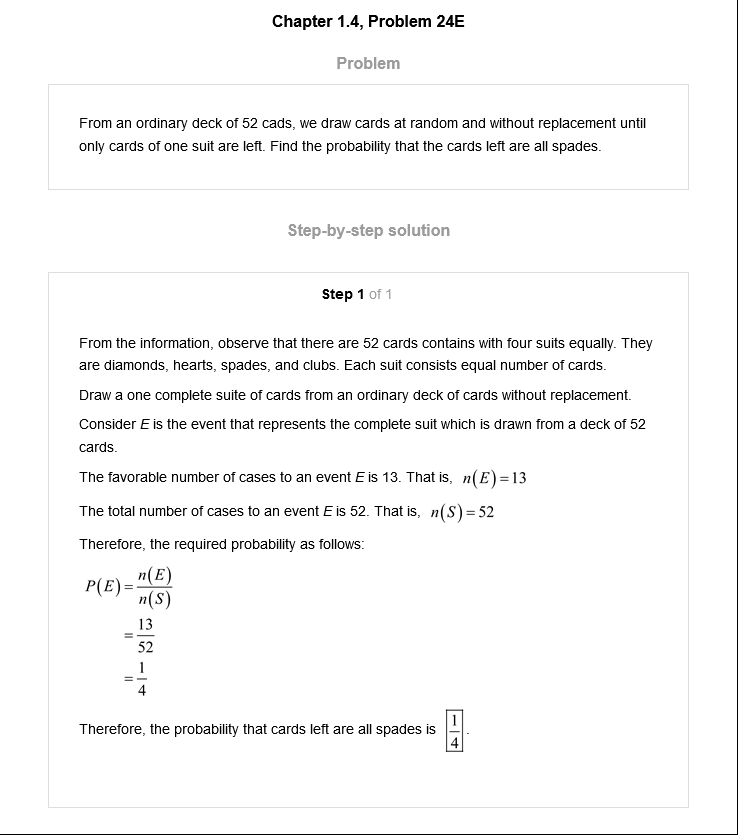 Chapter 1.4, Problem 24E
Problem
From an ordinary deck of 52 cads, we draw cards at random and without replacement until
only cards of one suit are left. Find the probability that the cards left are all spades.
Step-by-step solution
Step 1 of 1
From the information, observe that there are 52 cards contains with four suits equally. They
are diamonds, hearts, spades, and clubs. Each suit consists equal number of cards.
Draw a one complete suite of cards from an ordinary deck of cards without replacement.
Consider E is the event that represents the complete suit which is drawn from a deck of 52
cards.
The favorable number of cases to an event E is 13. That is, n(E)=13
The total number of cases to an event E is 52. That is, n(S)=52
Therefore, the required probability as follows:
P(E)=n(E)/n(S)
=13/52
=1/4
Therefore, the probability that cards left are all spades is 1/4.